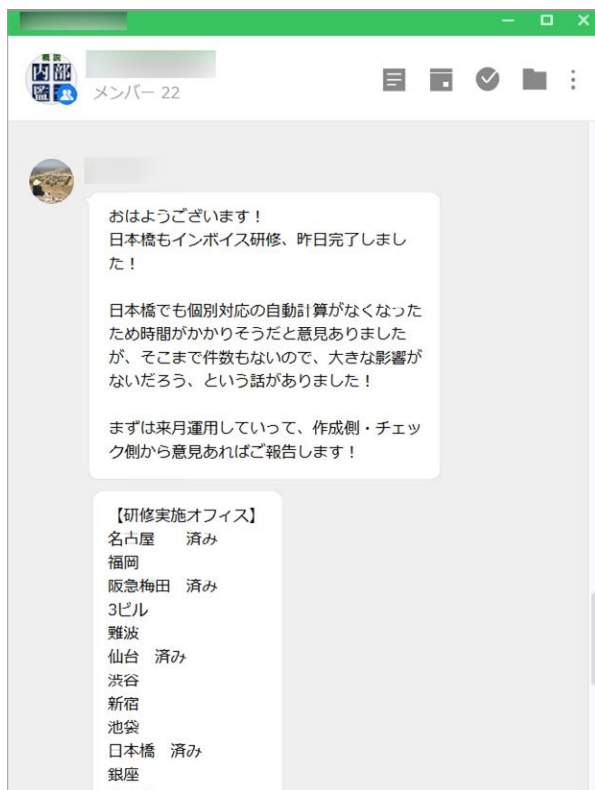 内部
監
メンバー 22
おはようございます！
日本橋もインボイス研修、昨日完了しまし
た！
日本橋でも個別対応の自動計算がなくなった
ため時間がかかりそうだと意見ありました
が、そこまで件数もないので、大きな影響が
ないだろう、という話がありました！
まずは来月運用していって、作成側・チェッ
ク側から意見あればご報告します！
【研修実施オフィス】
名古屋　　済み
福岡
阪急梅田　済み
3ビル
難波
仙台　済み
渋谷
新宿
池袋
日本橋　済み
銀座